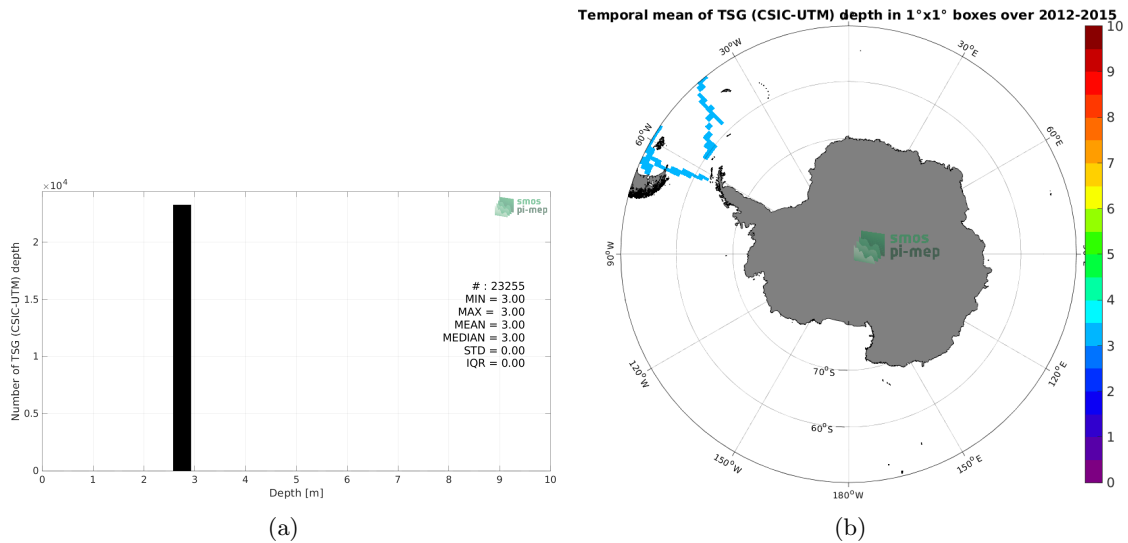 Temporal mean of TSG (CSIC-UTM) depth in 1°x1° boxes over 2012-2015
×10⁴
2
1.5
1
0.5
0
Number of TSG (CSIC-UTM) depth
smos
pi-mep
# : 23255
MIN = 3.00
MAX = 3.00
MEAN = 3.00
MEDIAN = 3.00
STD = 0.00
IQR = 0.00
0 1 2 3 4 5 6 7 8 9 10
Depth [m]
(a)
30°W
30°E
60°W
60°E
90°W
120°W
120°E
150°W
150°E
180°W
70°S
60°S
smos
pi-mep
10
9
8
7
6
5
4
3
2
1
0
(b)